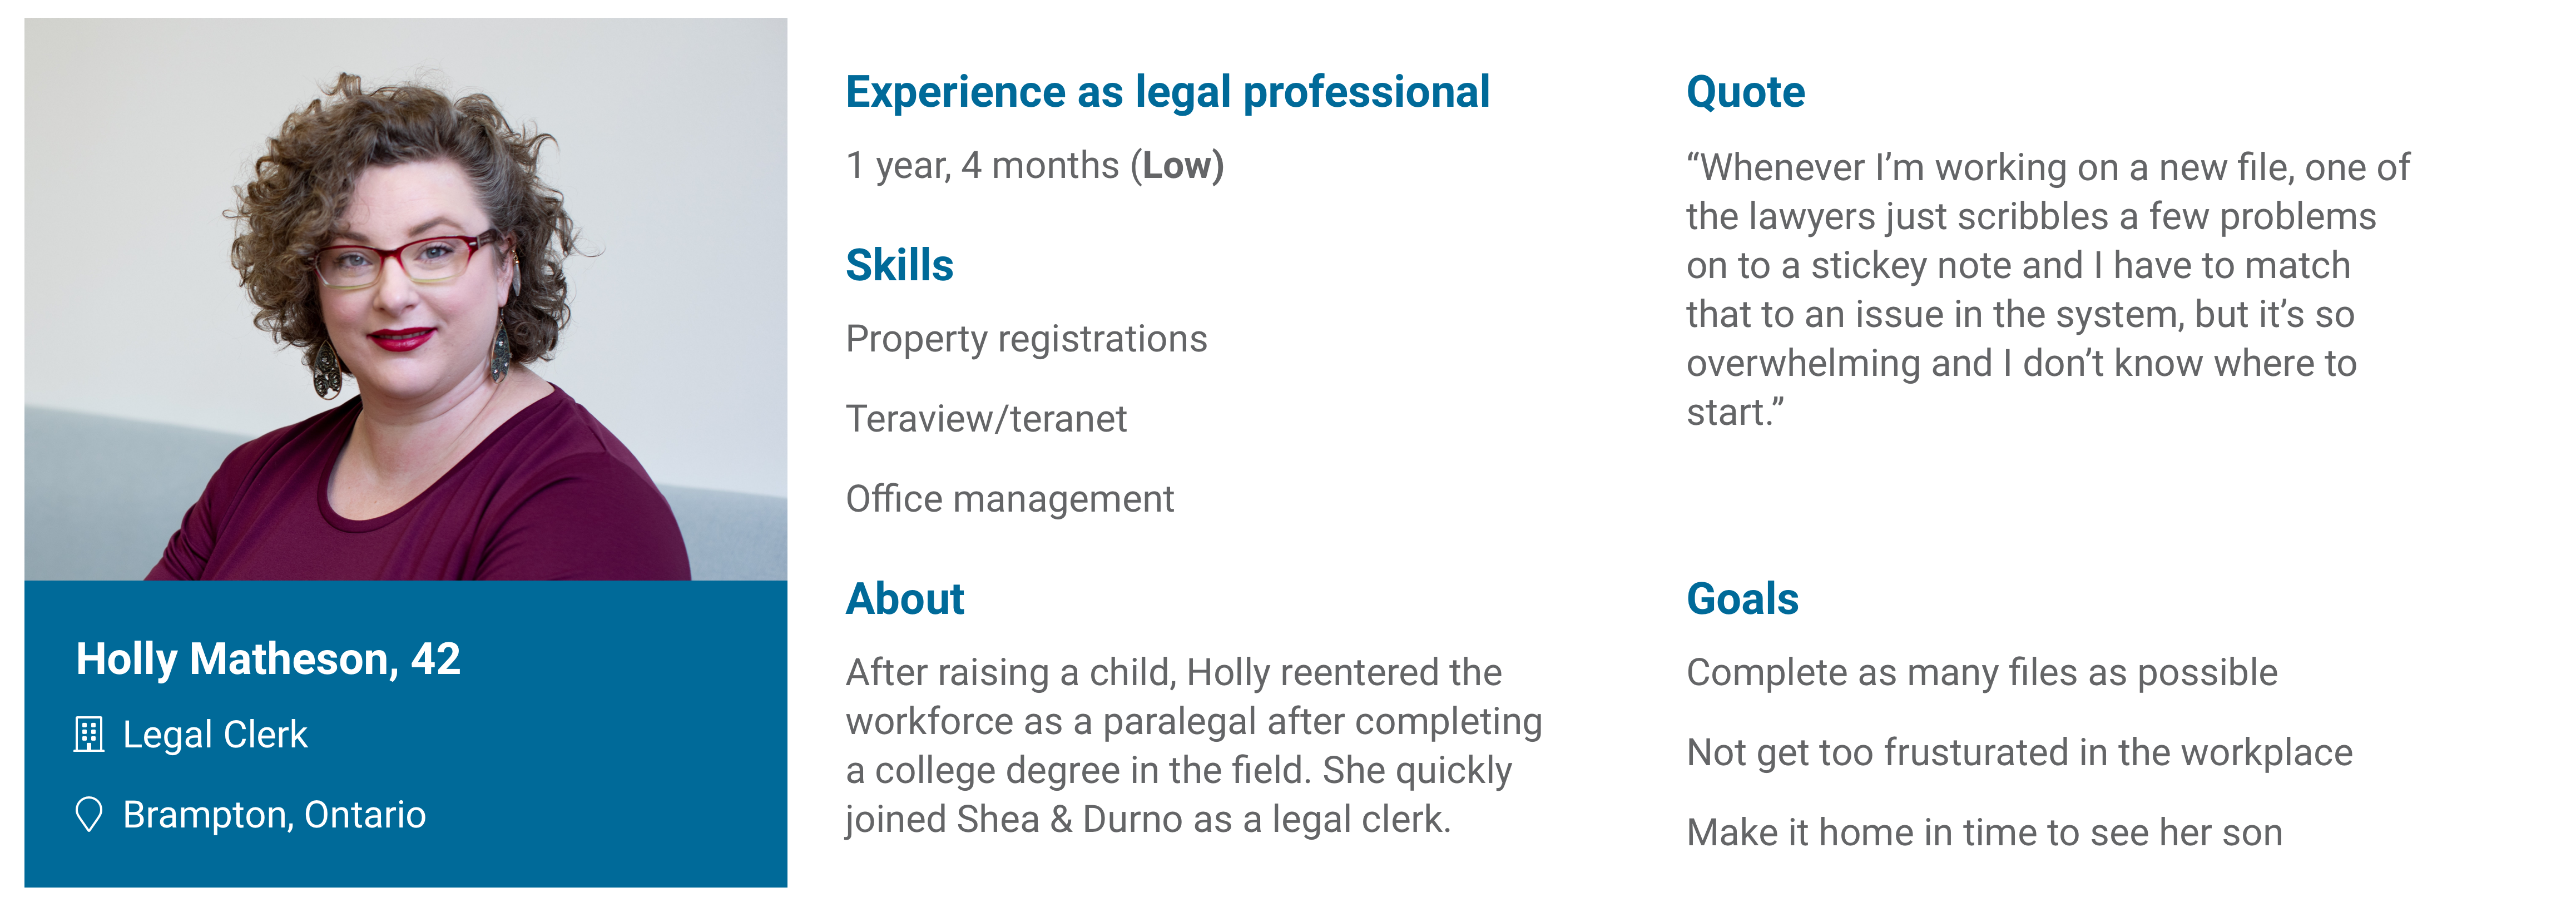 Holly Matheson, 42
Legal Clerk
Brampton, Ontario
Experience as legal professional
1 year, 4 months (Low)
Skills
Property registrations
Teraview/teranet
Office management
About
After raising a child, Holly reentered the
workforce as a paralegal after completing
a college degree in the field. She quickly
joined Shea & Durno as a legal clerk.
Quote
“Whenever I’m working on a new file, one of
the lawyers just scribbles a few problems
on to a stickey note and I have to match
that to an issue in the system, but it’s so
overwhelming and I don’t know where to
start.”
Goals
Complete as many files as possible
Not get too frusturated in the workplace
Make it home in time to see her son